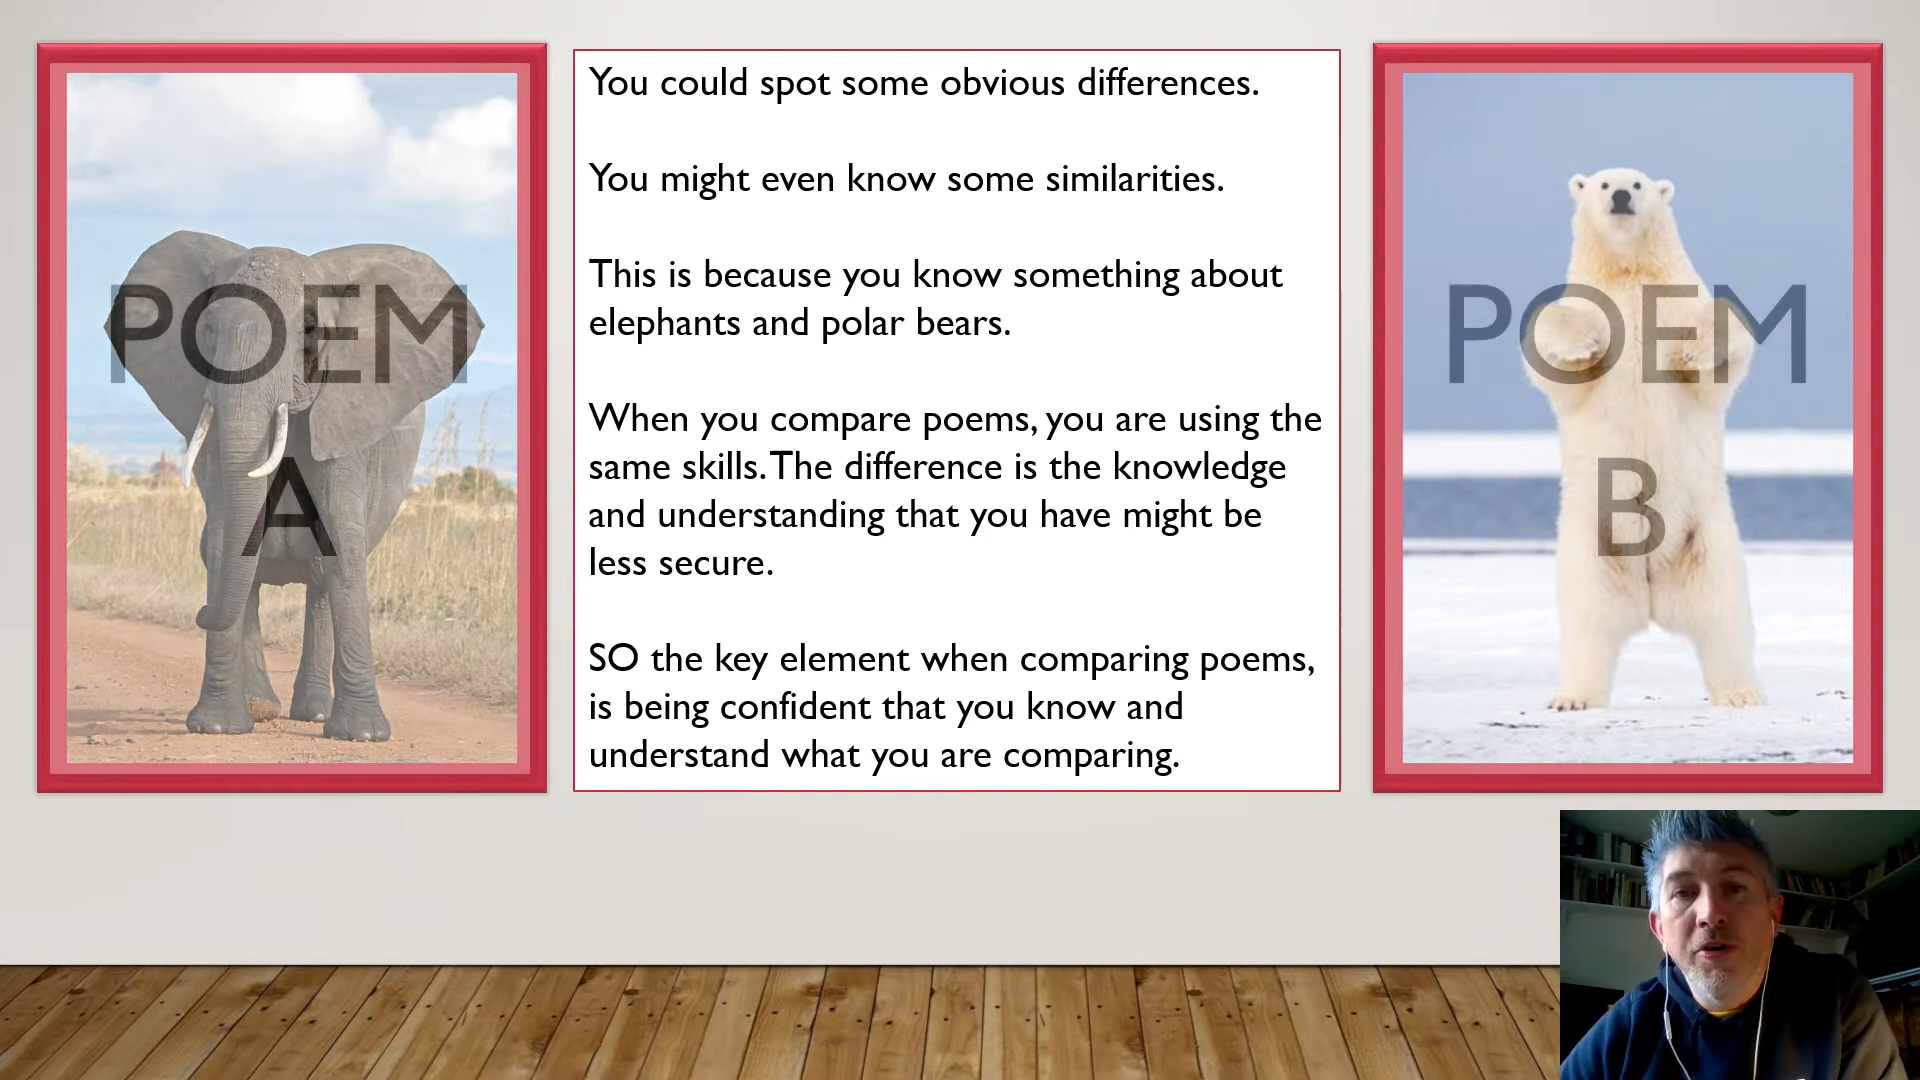 POEM
A
You could spot some obvious differences.
You might even know some similarities.
This is because you know something about
elephants and polar bears.
When you compare poems, you are using the
same skills. The difference is the knowledge
and understanding that you have might be
less secure.
SO the key element when comparing poems,
is being confident that you know and
understand what you are comparing.
POEM
B